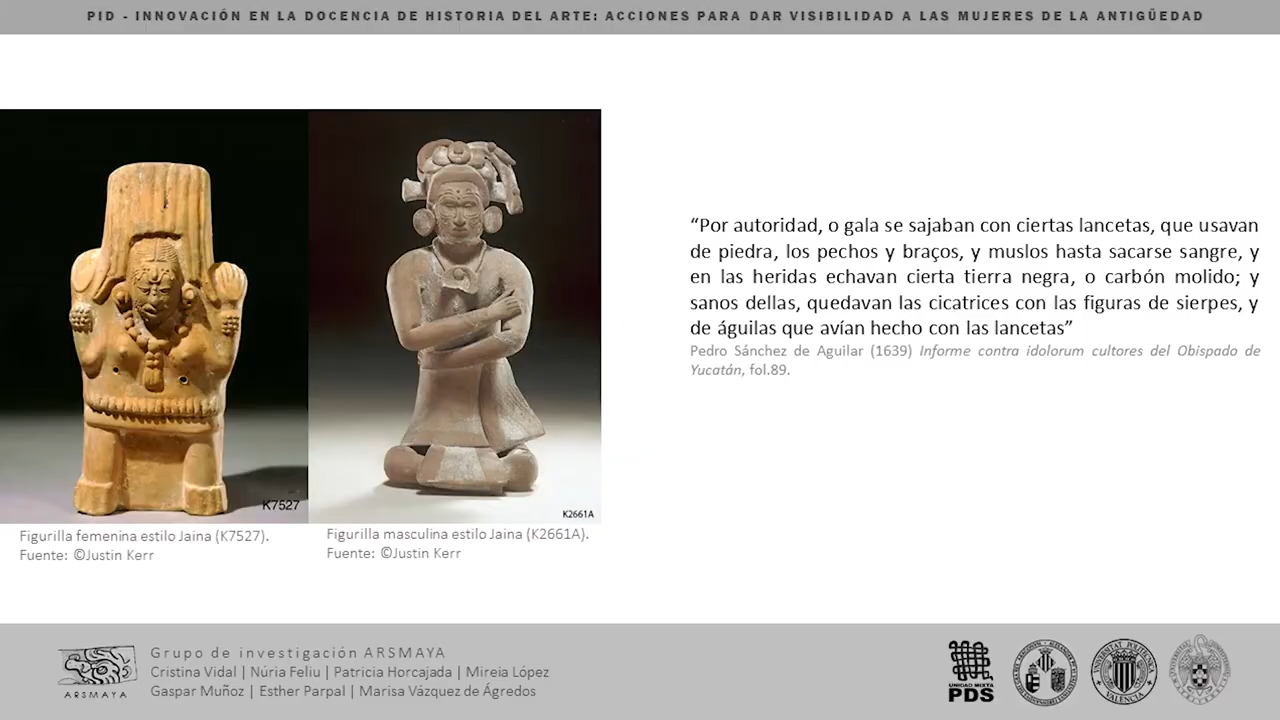 PID - INNOVACIÓN EN LA DOCENCIA DE HISTORIA DEL ARTE: ACCIONES PARA DAR VISIBILIDAD A LAS MUJERES DE LA ANTIGÜEDAD
K7527
K2661A
Figurilla femenina estilo Jaina (K7527).
Fuente: ©Justin Kerr
Figurilla masculina estilo Jaina (K2661A).
Fuente: ©Justin Kerr
“Por autoridad, o gala se sajaban con ciertas lancetas, que usavan
de piedra, los pechos y braços, y muslos hasta sacarse sangre, y
en las heridas echavan cierta tierra negra, o carbón molido; y
sanos dellas, quedavan las cicatrices con las figuras de sierpes, y
de águilas que avían hecho con las lancetas”
Pedro Sánchez de Aguilar (1639) Informe contra idolorum cultores del Obispado de
Yucatán, fol.89.
ARSMAYA
Grupo de investigación ARSMAYA
Cristina Vidal | Núria Feliu | Patricia Horcajada | Mireia López
Gaspar Muñoz | Esther Parpal | Marisa Vázquez de Ágredos
UNIDAD MIXTA
PDS